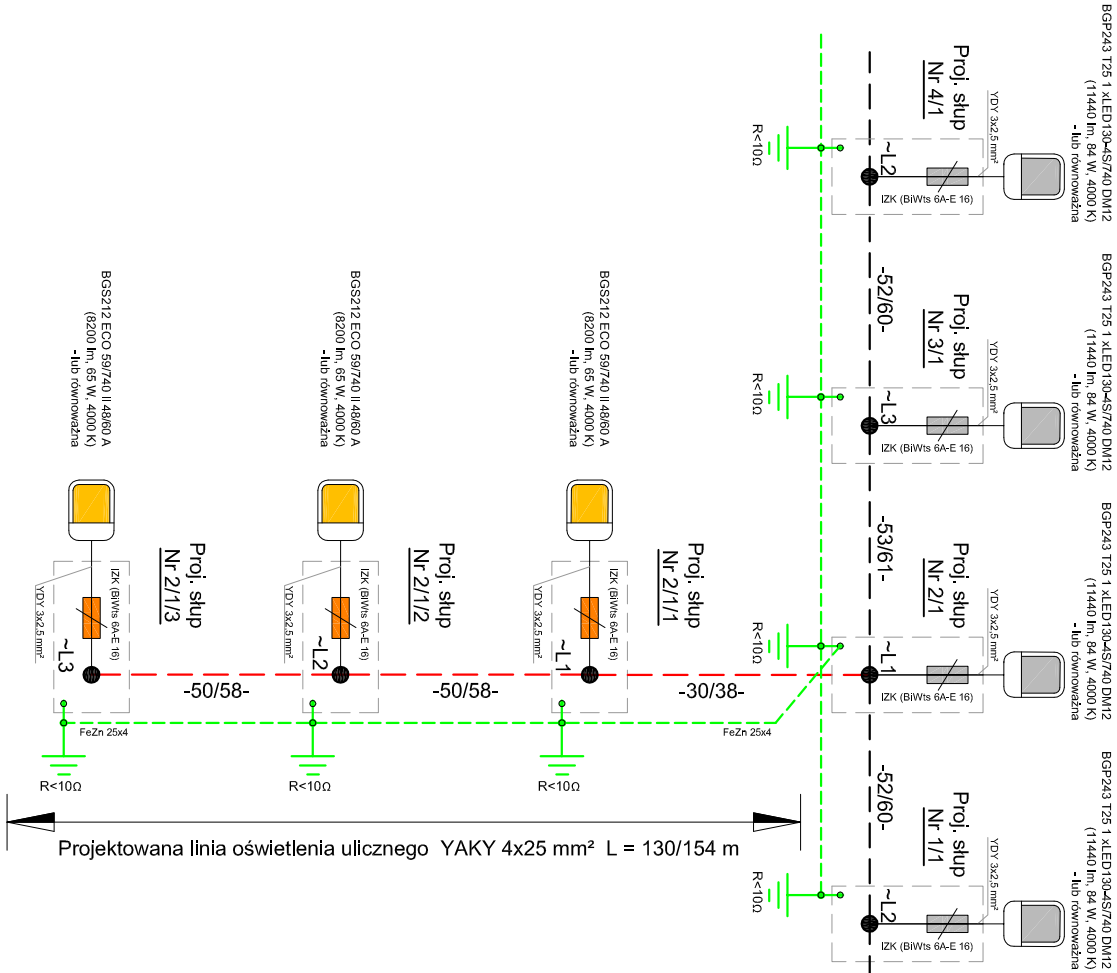 BGP243 T25 1 xLED130-4S/740 DM12
(11440 lm, 84 W, 4000 K)
- lub równoważna
Proj. słup
Nr 4/1
YDY 3x2,5 mm²
~L2
IZK (BiWts 6A-E 16)
R<10Ω
-52/60-
BGP243 T25 1 xLED130-4S/740 DM12
(11440 lm, 84 W, 4000 K)
- lub równoważna
Proj. słup
Nr 3/1
YDY 3x2,5 mm²
~L3
IZK (BiWts 6A-E 16)
R<10Ω
-53/61-
BGP243 T25 1 xLED130-4S/740 DM12
(11440 lm, 84 W, 4000 K)
- lub równoważna
Proj. słup
Nr 2/1
YDY 3x2,5 mm²
~L1
IZK (BiWts 6A-E 16)
R<10Ω
-52/60-
BGP243 T25 1 xLED130-4S/740 DM12
(11440 lm, 84 W, 4000 K)
- lub równoważna
Proj. słup
Nr 1/1
YDY 3x2,5 mm²
~L2
IZK (BiWts 6A-E 16)
R<10Ω
BGS212 ECO 59/740 II 48/60 A
(8200 lm, 65 W, 4000 K)
- lub równoważna
Proj. słup
Nr 2/1/3
IZK (BiWts 6A-E 16)
YDY 3x2,5 mm²
~L3
-50/58-
FeZn 25x4
R<10Ω
BGS212 ECO 59/740 II 48/60 A
(8200 lm, 65 W, 4000 K)
- lub równoważna
Proj. słup
Nr 2/1/2
IZK (BiWts 6A-E 16)
YDY 3x2,5 mm²
~L2
-50/58-
R<10Ω
BGS212 ECO 59/740 II 48/60 A
(8200 lm, 65 W, 4000 K)
- lub równoważna
Proj. słup
Nr 2/1/1
IZK (BiWts 6A-E 16)
YDY 3x2,5 mm²
~L1
-30/38-
FeZn 25x4
R<10Ω
Projektowana linia oświetlenia ulicznego YAKY 4x25 mm² L = 130/154 m